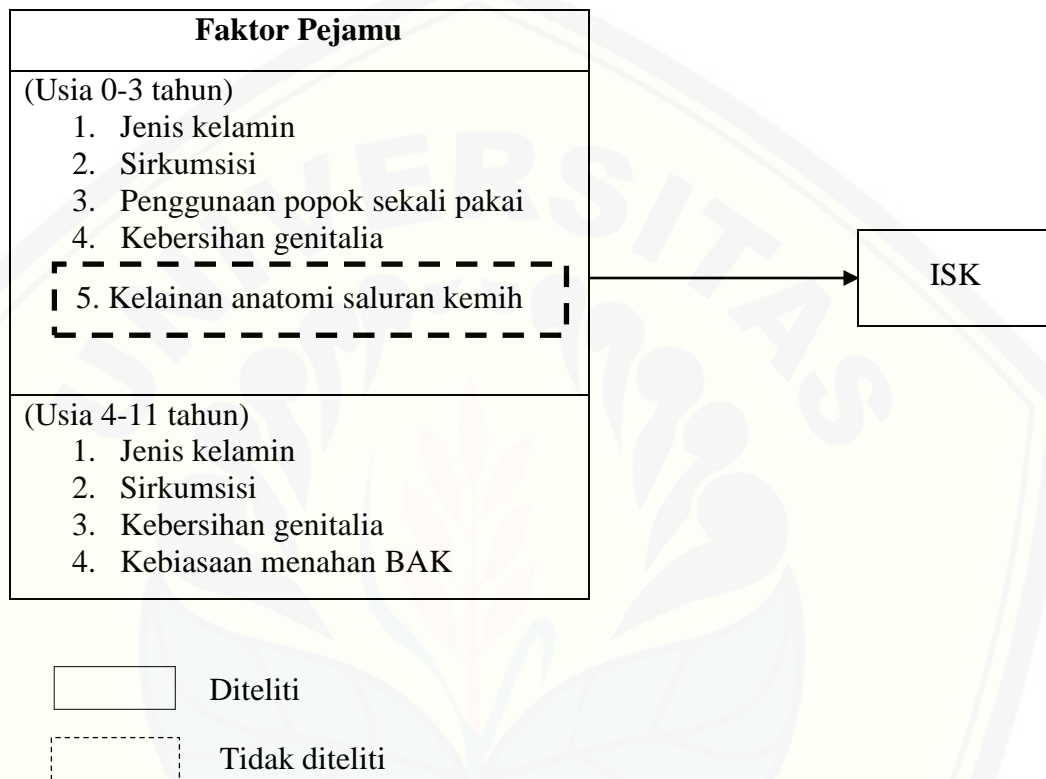 Faktor Pejamu
(Usia 0-3 tahun)
1. Jenis kelamin
2. Sirkumsisi
3. Penggunaan popok sekali pakai
4. Kebersihan genitalia
5. Kelainan anatomi saluran kemih
ISK
(Usia 4-11 tahun)
1. Jenis kelamin
2. Sirkumsisi
3. Kebersihan genitalia
4. Kebiasaan menahan BAK
Diteliti
Tidak diteliti
UNIVERSITAS